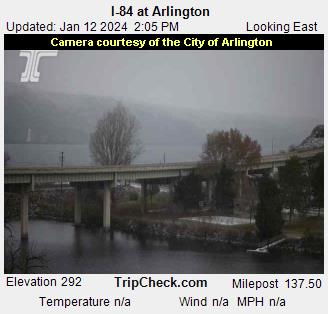 I-84 at Arlington
Updated: Jan 12 2024 2:05 PM Looking East
Camera courtesy of the City of Arlington
Elevation 292 TripCheck.com Milepost 137.50
Temperature n/a Wind n/a MPH n/a